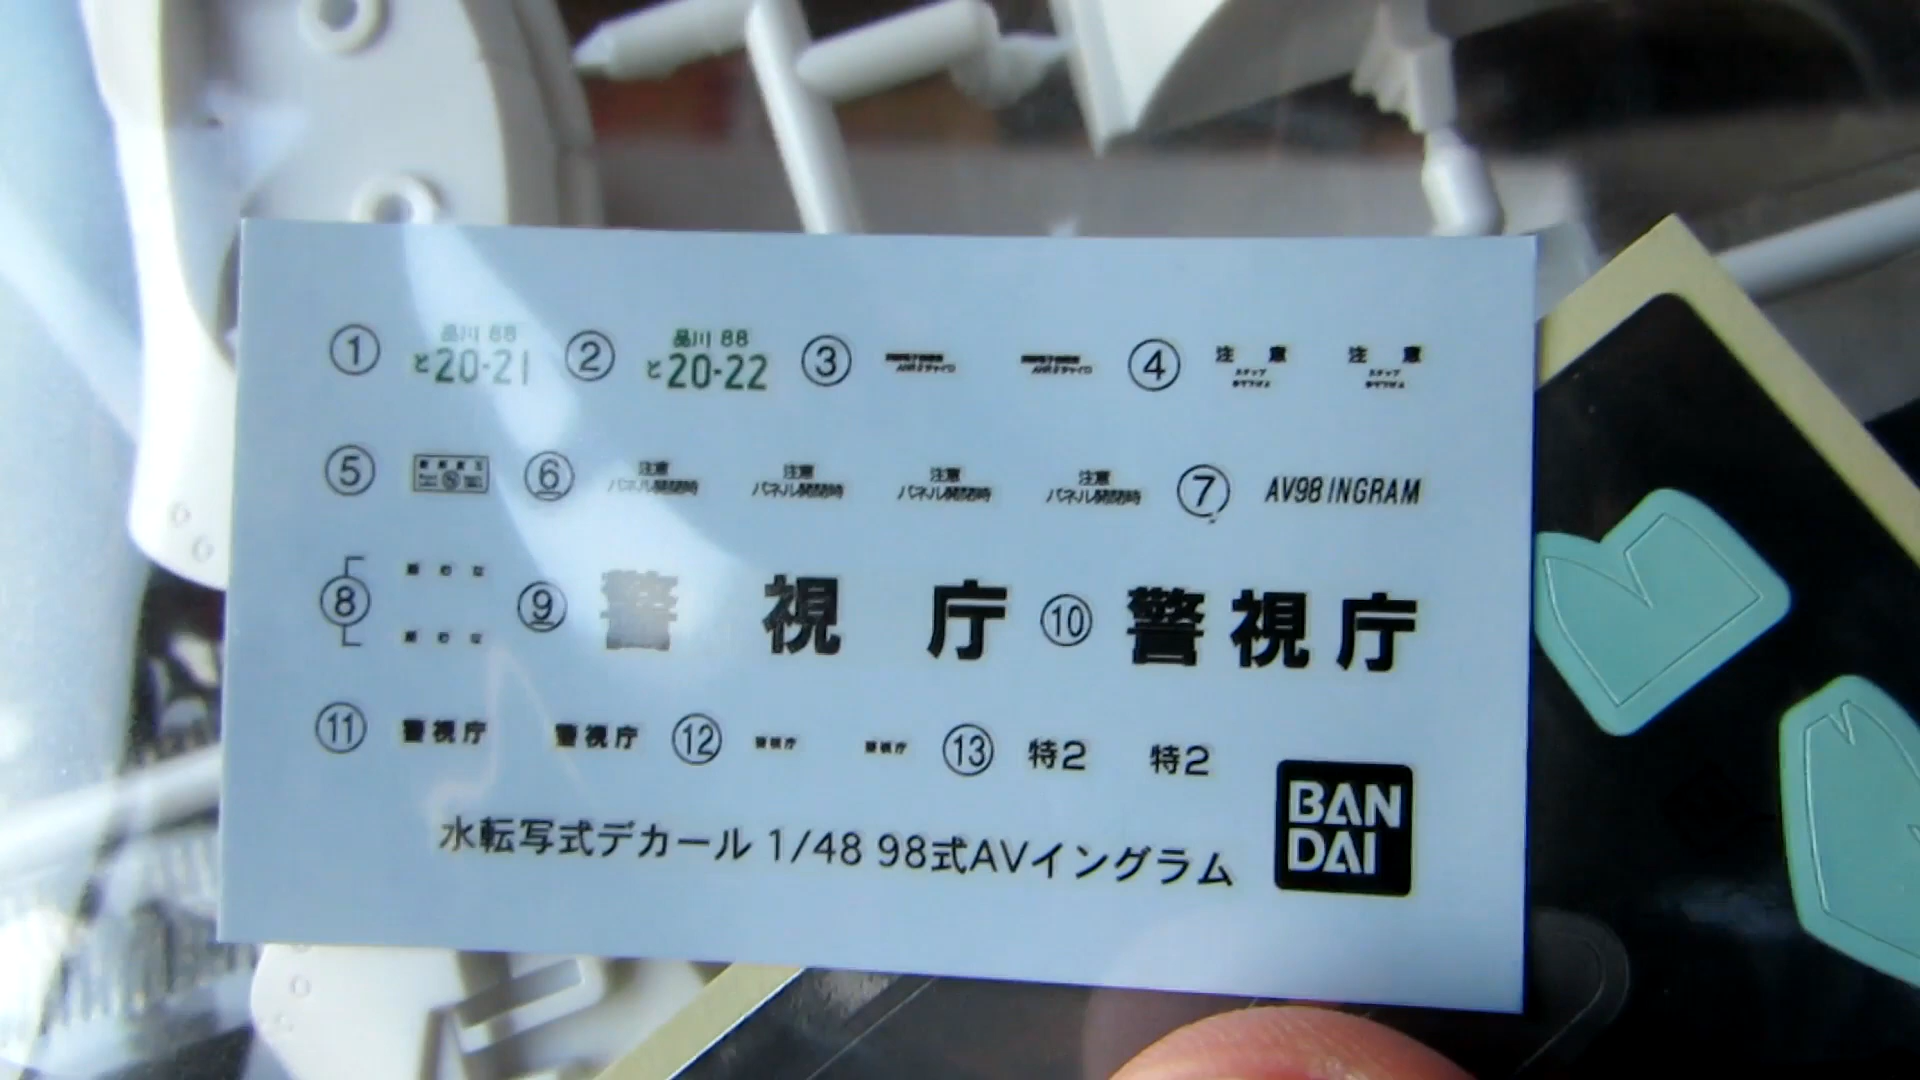 ① 品川 88 ② 品川 88 ③ ④ 注 意 注 意
と20-21 と20-22
⑤ ⑥ 注意 注意 注意 注意 ⑦ AV98 INGRAM
パネル開閉時 パネル開閉時 パネル開閉時 パネル開閉時
⑧ ⑨ 警 視 庁 ⑩ 警視庁
⑪ 警視庁 警視庁 ⑫ 警視庁 警視庁 ⑬ 特2 特2
水転写式デカール 1/48 98式AVイングラム
BAN
DAI